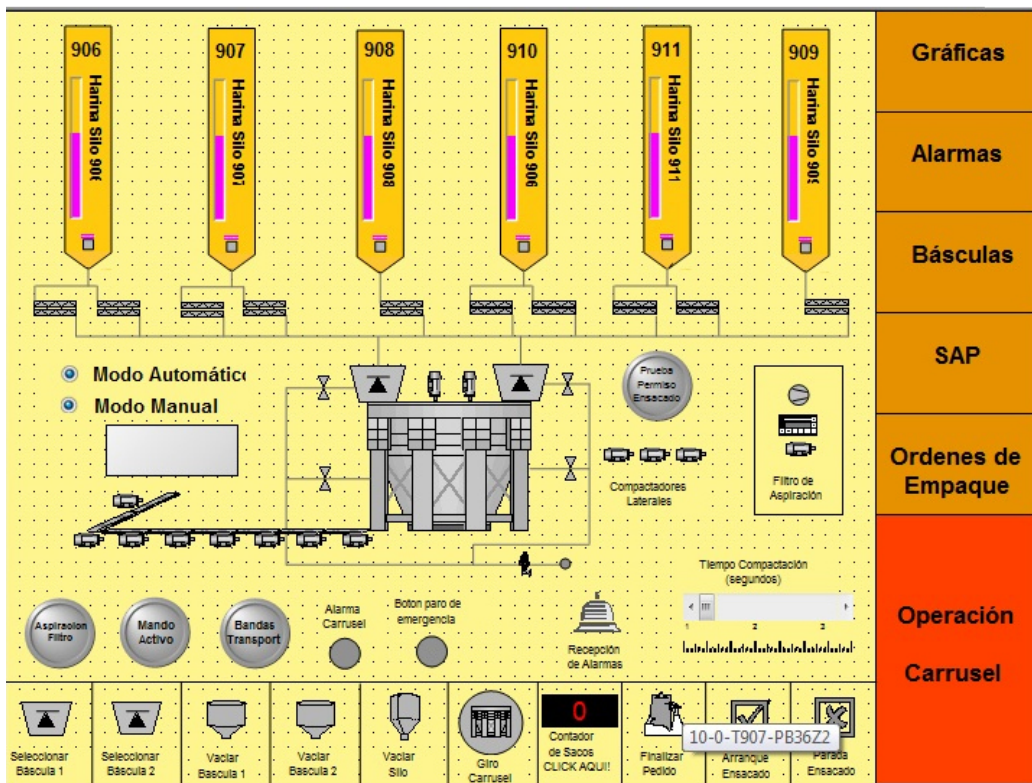 906
907
908
910
911
909
Harina Silo 906
Harina Silo 907
Harina Silo 908
Harina Silo 906
Harina Silo 911
Harina Silo 909
Gráficas
Alarmas
Básculas
SAP
Ordenes de
Empaque
Operación
Carrusel
Modo Automático
Modo Manual
Prueba
Permiso
Ensacado
Compactadores
Laterales
Filtro de
Aspiración
Tiempo Compactación
(segundos)
1 2 3
Aspiracion
Filtro
Mando
Activo
Bandas
Transport
Alarma
Carrusel
Boton paro de
emergencia
Recepción
de Alarmas
Seleccionar
Báscula 1
Seleccionar
Báscula 2
Vaciar
Bascula 1
Vaciar
Bascula 2
Vaciar
Silo
Giro
Carrusel
0
Contador
de Sacos
CLICK AQUI!
Finalizar
Pedido
10-0-T907-PB36Z2
Arranque
Ensacado
Parada
Ensacado